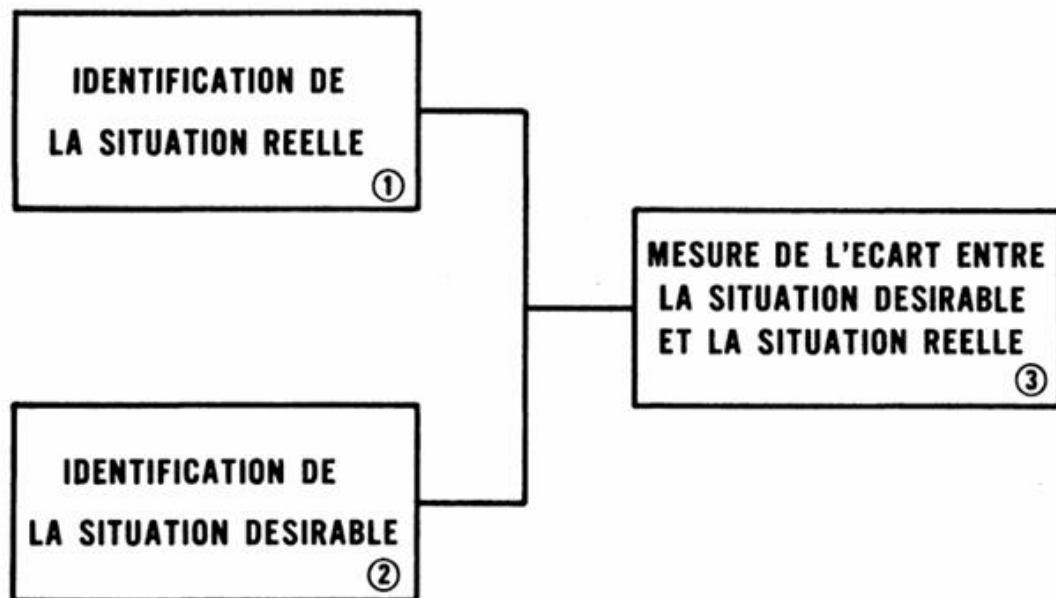 IDENTIFICATION DE
LA SITUATION REELLE
①
IDENTIFICATION DE
LA SITUATION DESIRABLE
②
MESURE DE L'ECART ENTRE
LA SITUATION DESIRABLE
ET LA SITUATION REELLE
③